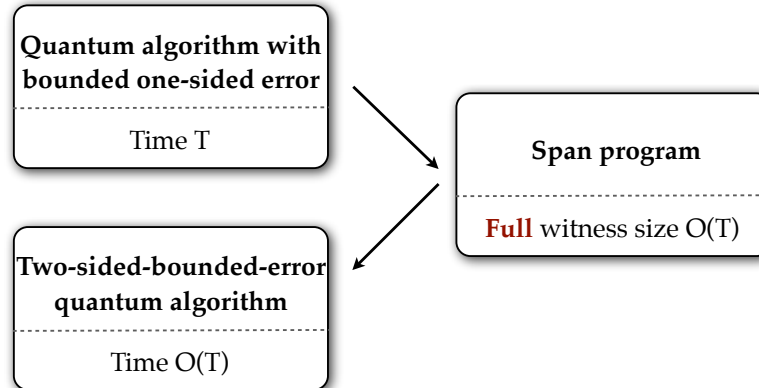 Quantum algorithm with
bounded one-sided error
Time T
Span program
Full witness size O(T)
Two-sided-bounded-error
quantum algorithm
Time O(T)